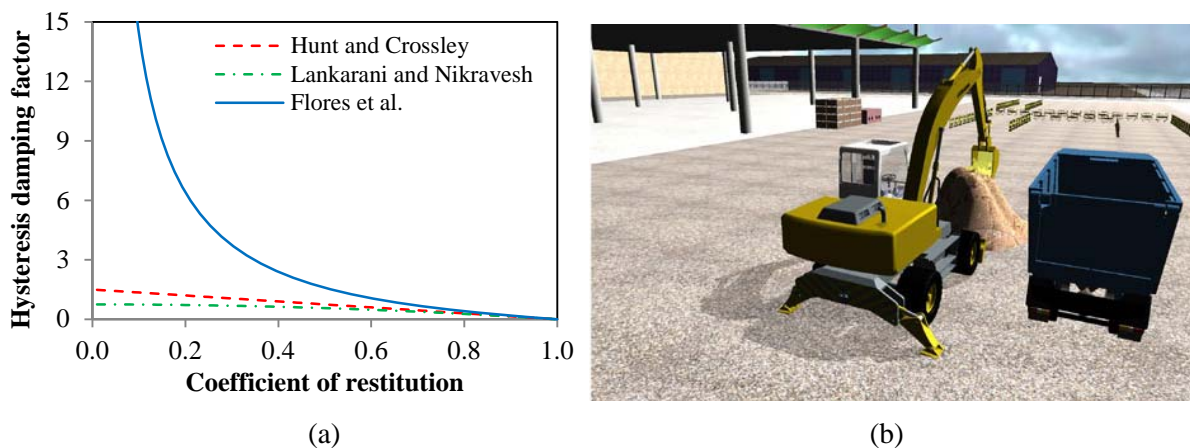 15
12
9
6
3
0
Hysteresis damping factor
Hunt and Crossley
Lankarani and Nikravesh
Flores et al.
0.0 0.2 0.4 0.6 0.8 1.0
Coefficient of restitution
(a)
(b)